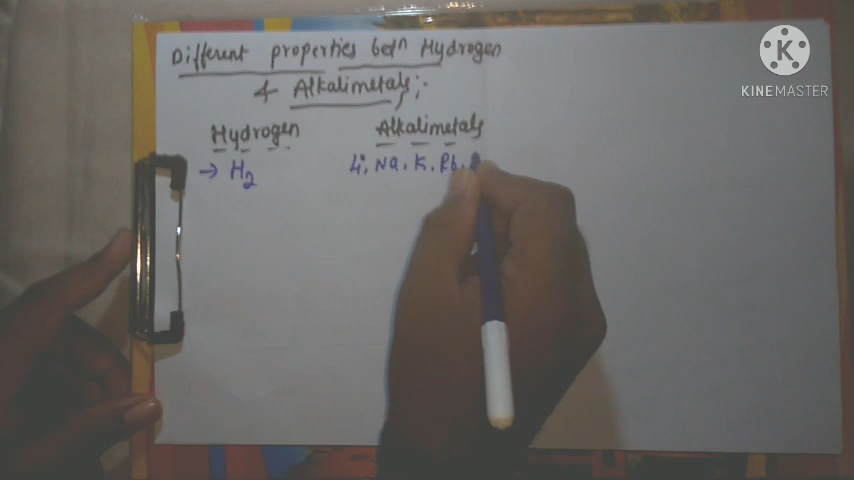 Different properties betn Hydrogen
& Alkalimetals:-
Hydrogen Alkalimetals
→ H2 Li, Na, K, Rb,
K
KINEMASTER